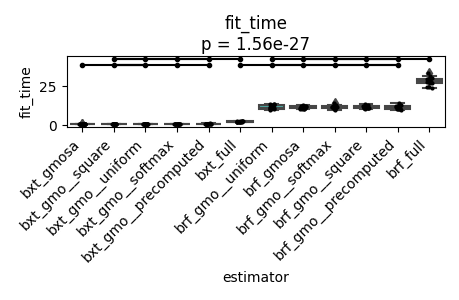 fit_time
p = 1.56e-27
fit_time
25
0
bxt_gmosa
bxt_gmo__square
bxt_gmo__uniform
bxt_gmo__softmax
bxt_gmo__precomputed
bxt_full
brf_gmo__uniform
brf_gmosa
brf_gmo__softmax
brf_gmo__square
brf_gmo__precomputed
brf_full
estimator